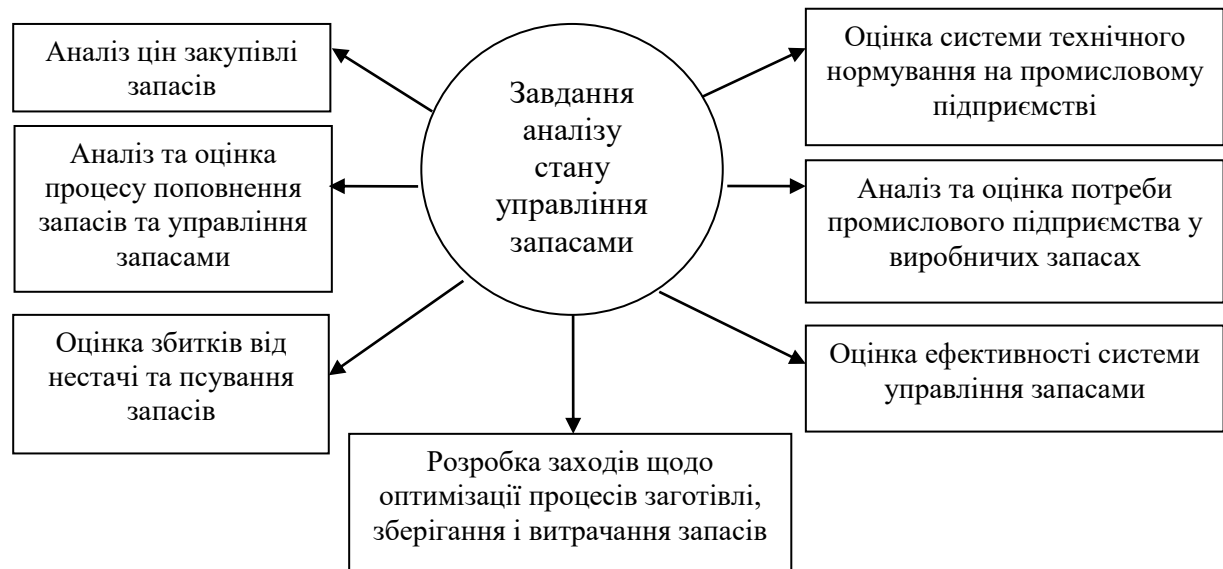 Аналіз цін закупівлі
запасів
Аналіз та оцінка
процесу поповнення
запасів та управління
запасами
Оцінка збитків від
нестачі та псування
запасів
Завдання
аналізу
стану
управління
запасами
Розробка заходів щодо
оптимізації процесів заготівлі,
зберігання і витрачання запасів
Оцінка системи технічного
нормування на промисловому
підприємстві
Аналіз та оцінка потреби
промислового підприємства у
виробничих запасах
Оцінка ефективності системи
управління запасами